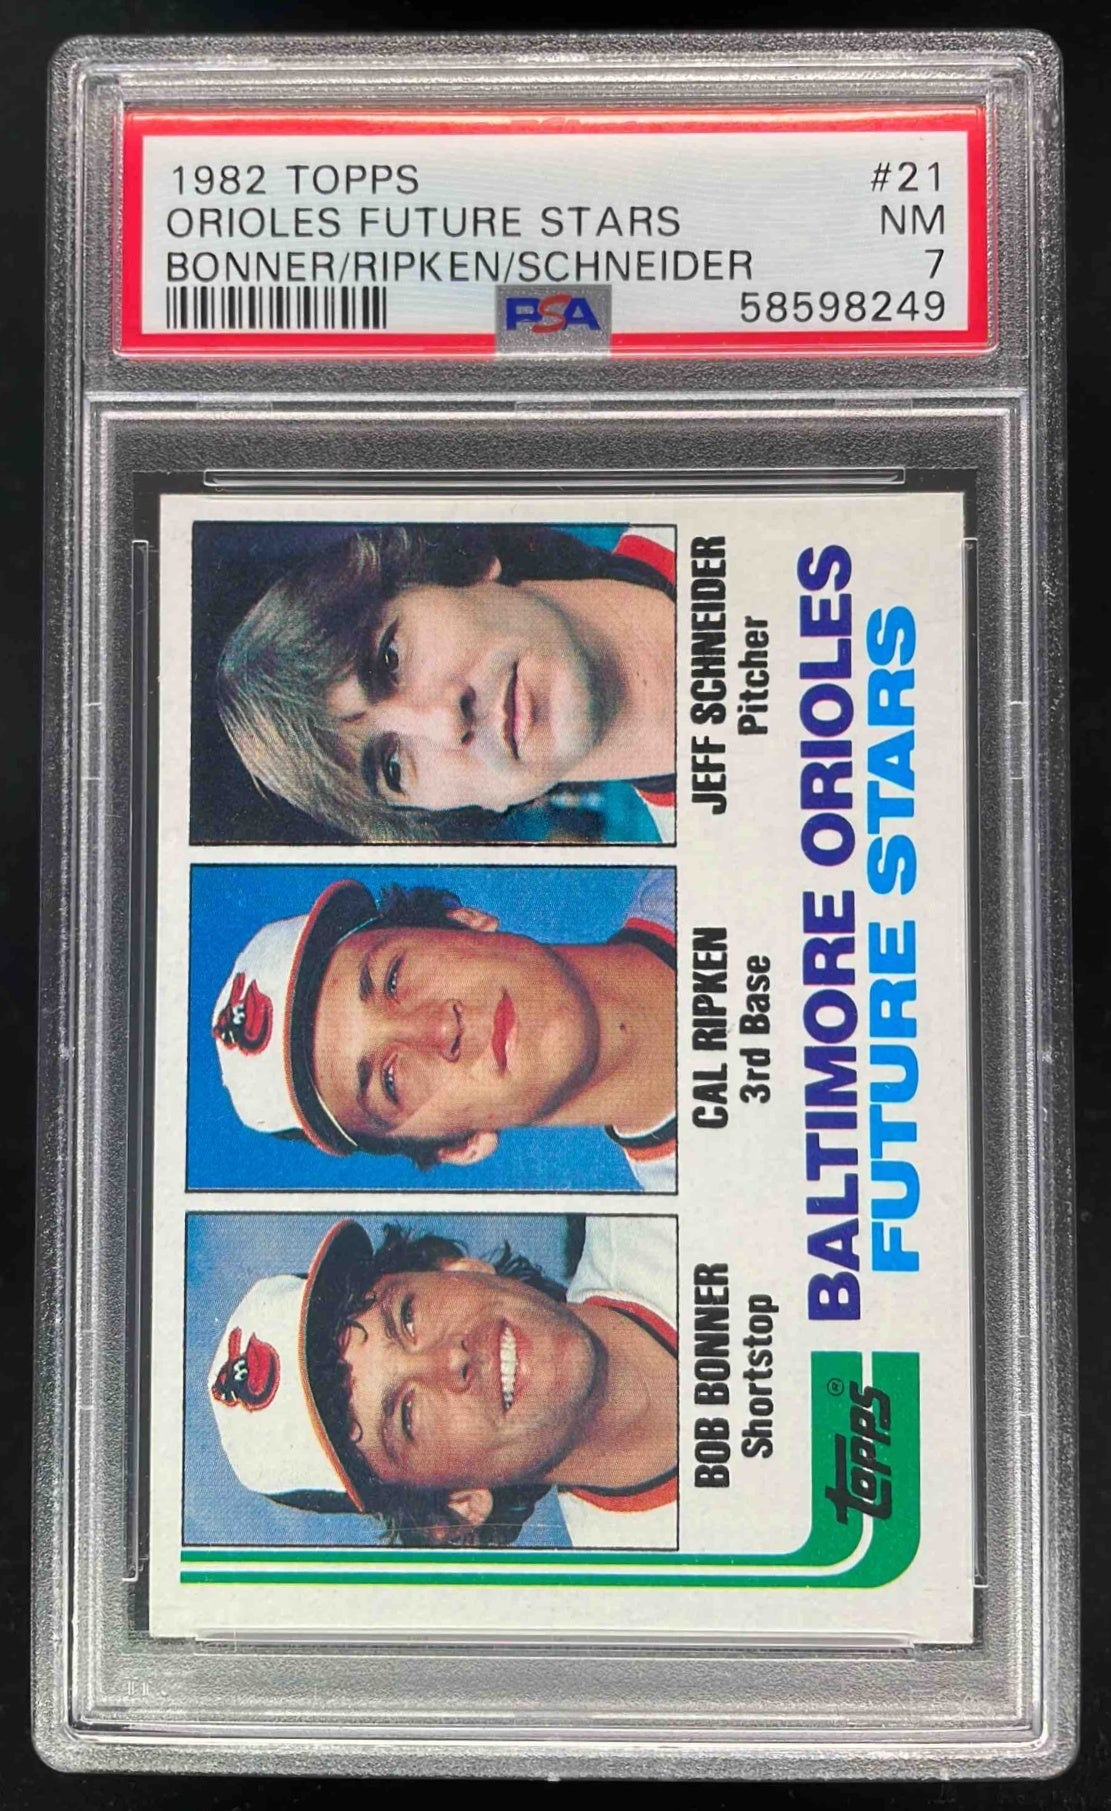 1982 TOPPS #21
ORIOLES FUTURE STARS NM
BONNER/RIPKEN/SCHNEIDER 7
PSA 58598249
BOB BONNER
Shortstop
CAL RIPKEN
3rd Base
JEFF SCHNEIDER
Pitcher
topps®
BALTIMORE ORIOLES
FUTURE STARS